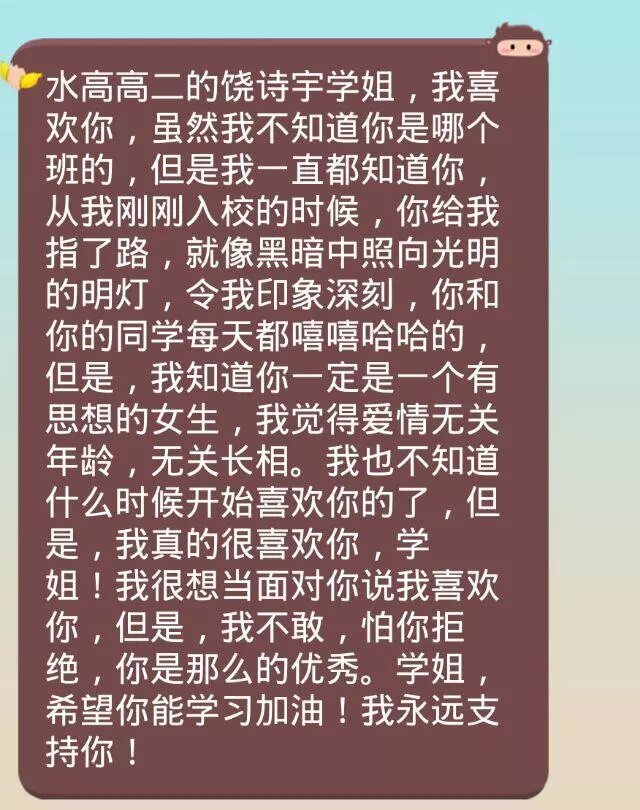 水高高二的饶诗宇学姐，我喜
欢你，虽然我不知道你是哪个
班的，但是我一直都知道你，
从我刚刚入校的时候，你给我
指了路，就像黑暗中照向光明
的明灯，令我印象深刻，你和
你的同学每天都嘻嘻哈哈的，
但是，我知道你一定是一个有
思想的女生，我觉得爱情无关
年龄，无关长相。我也不知道
什么时候开始喜欢你的了，但
是，我真的很喜欢你，学
姐！我很想当面对你说我喜欢
你，但是，我不敢，怕你拒
绝，你是那么的优秀。学姐，
希望你能学习加油！我永远支
持你！